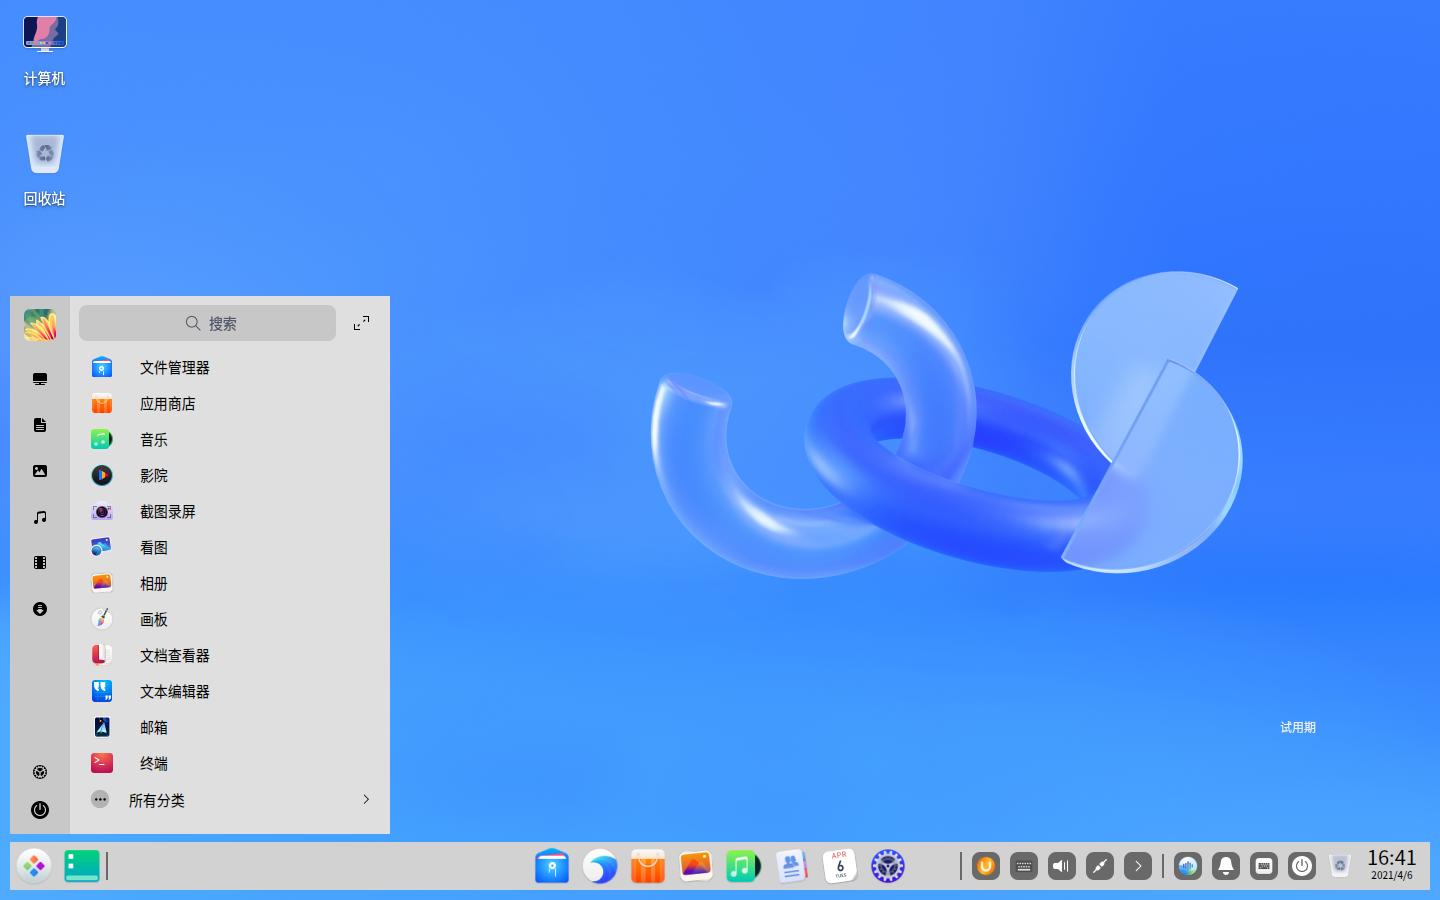 计算机
回收站
搜索
文件管理器
应用商店
音乐
影院
截图录屏
看图
相册
画板
文档查看器
文本编辑器
邮箱
终端
所有分类
试用期
APR
6
TUES
16:41
2021/4/6